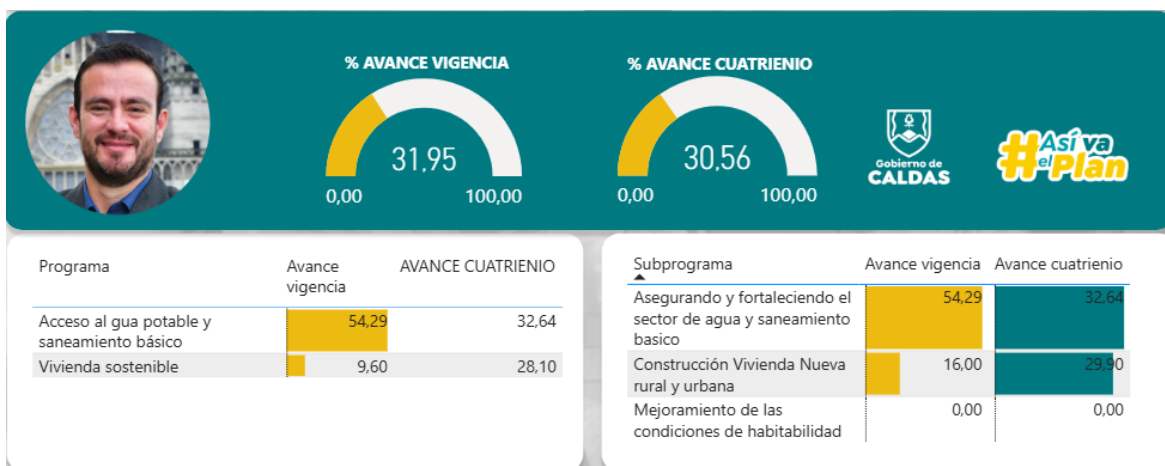 % AVANCE VIGENCIA
31,95
0,00
100,00
% AVANCE CUATRIENIO
30,56
0,00
100,00
Gobierno de
CALDAS
#Así va
el Plan
Programa
Avance
vigencia
AVANCE CUATRIENIO
Acceso al gua potable y
saneamiento básico
54,29
32,64
Vivienda sostenible
9,60
28,10
Subprograma
Avance vigencia
Avance cuatrienio
Asegurando y fortaleciendo el
sector de agua y saneamiento
basico
54,29
32,64
Construcción Vivienda Nueva
rural y urbana
16,00
29,90
Mejoramiento de las
condiciones de habitabilidad
0,00
0,00